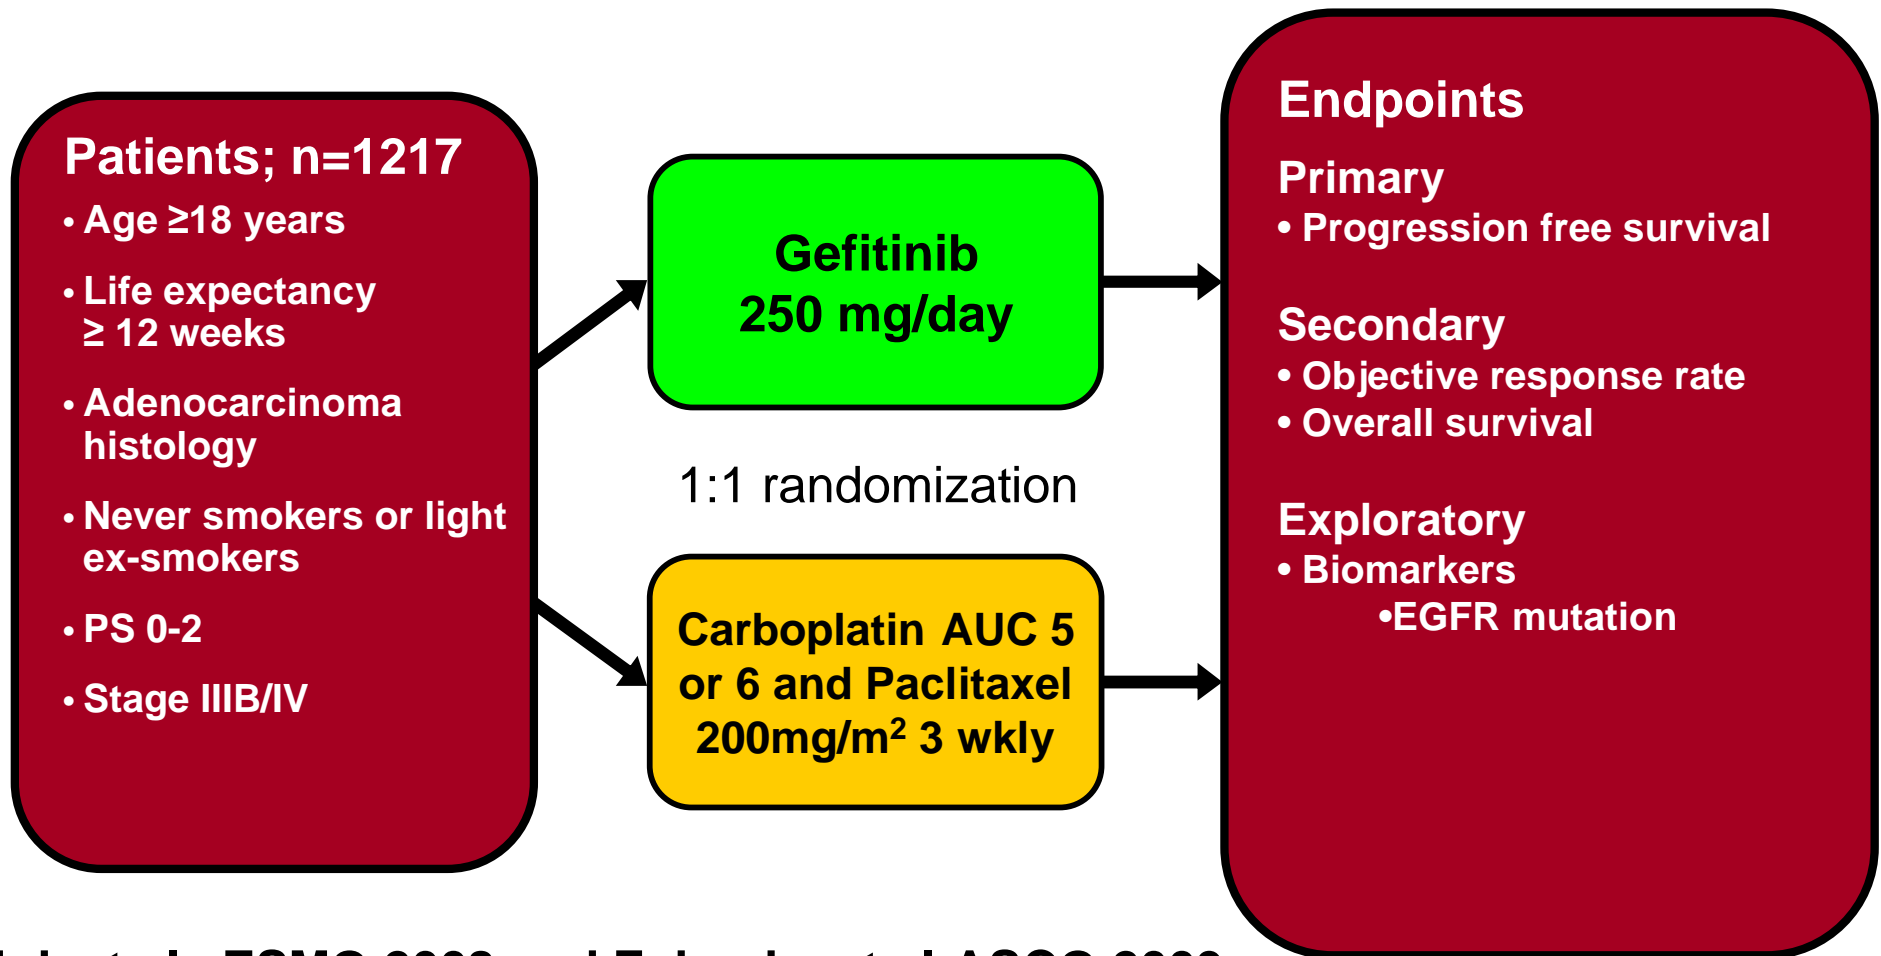 Patients; n=1217
• Age ≥18 years
• Life expectancy
≥ 12 weeks
• Adenocarcinoma
histology
• Never smokers or light
ex-smokers
• PS 0-2
• Stage IIIB/IV
Gefitinib
250 mg/day
1:1 randomization
Carboplatin AUC 5
or 6 and Paclitaxel
200mg/m² 3 wkly
Endpoints
Primary
• Progression free survival
Secondary
• Objective response rate
• Overall survival
Exploratory
• Biomarkers
•EGFR mutation